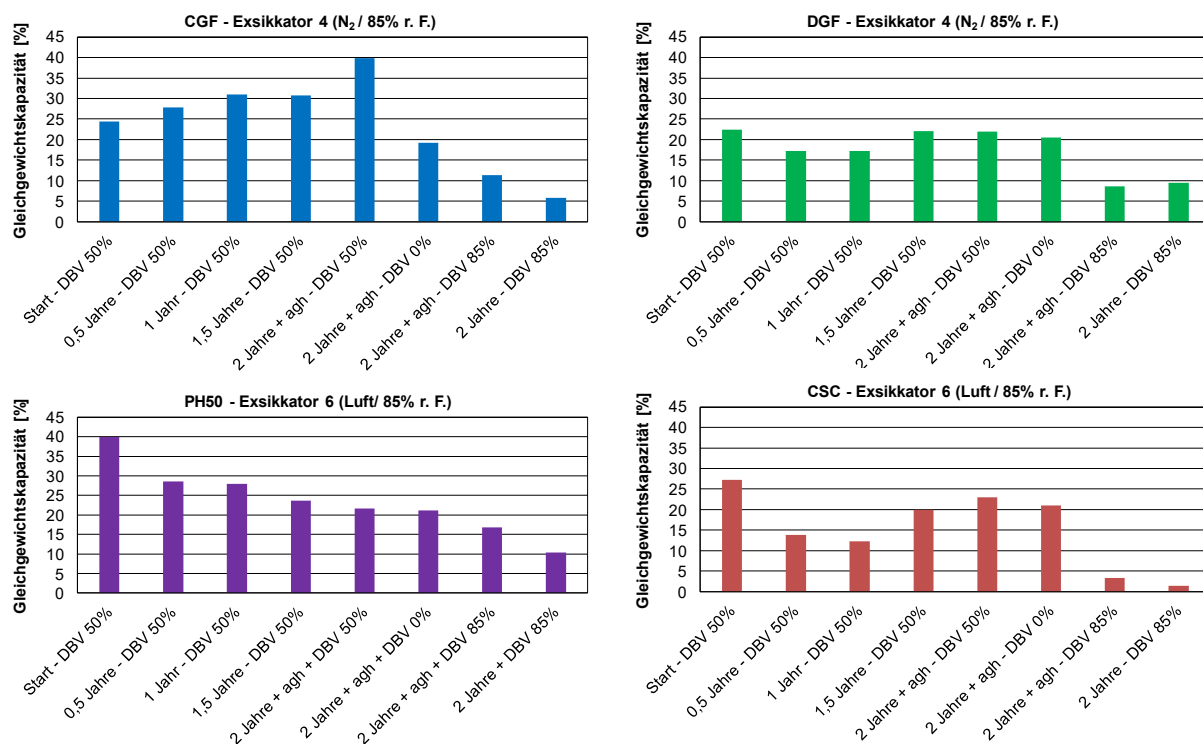 CGF - Exsikkator 4 (N₂ / 85% r. F.)
Gleichgewichtskapazität [%]
45
40
35
30
25
20
15
10
5
0
Start - DBV 50%
0,5 Jahre - DBV 50%
1 Jahr - DBV 50%
1,5 Jahre - DBV 50%
2 Jahre + agh - DBV 50%
2 Jahre + agh - DBV 0%
2 Jahre + agh - DBV 85%
2 Jahre - DBV 85%
DGF - Exsikkator 4 (N₂ / 85% r. F.)
Gleichgewichtskapazität [%]
45
40
35
30
25
20
15
10
5
0
Start - DBV 50%
0,5 Jahre - DBV 50%
1 Jahr - DBV 50%
1,5 Jahre - DBV 50%
2 Jahre + agh - DBV 50%
2 Jahre + agh - DBV 0%
2 Jahre + agh - DBV 85%
2 Jahre - DBV 85%
PH50 - Exsikkator 6 (Luft/ 85% r. F.)
Gleichgewichtskapazität [%]
45
40
35
30
25
20
15
10
5
0
Start - DBV 50%
0,5 Jahre - DBV 50%
1 Jahr - DBV 50%
1,5 Jahre - DBV 50%
2 Jahre + agh + DBV 50%
2 Jahre + agh + DBV 0%
2 Jahre + agh + DBV 85%
2 Jahre + DBV 85%
CSC - Exsikkator 6 (Luft / 85% r. F.)
Gleichgewichtskapazität [%]
45
40
35
30
25
20
15
10
5
0
Start - DBV 50%
0,5 Jahre - DBV 50%
1 Jahr - DBV 50%
1,5 Jahre - DBV 50%
2 Jahre + agh - DBV 50%
2 Jahre + agh - DBV 0%
2 Jahre + agh - DBV 85%
2 Jahre - DBV 85%